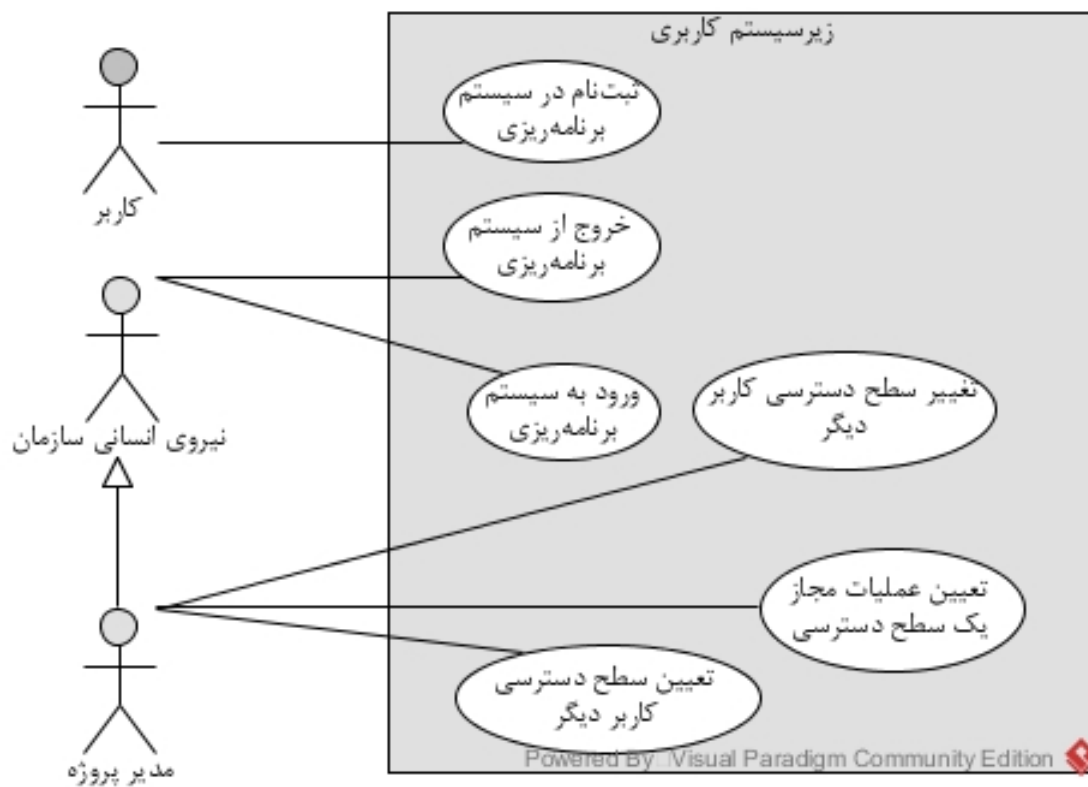 زیرسیستم کاربری
ثبت‌نام در سیستم
برنامه‌ریزی
کاربر
خروج از سیستم
برنامه‌ریزی
ورود به سیستم
برنامه‌ریزی
تغییر سطح دسترسی کاربر
دیگر
نیروی انسانی سازمان
تعیین عملیات مجاز
یک سطح دسترسی
تعیین سطح دسترسی
کاربر دیگر
مدیر پروژه
Powered By Visual Paradigm Community Edition